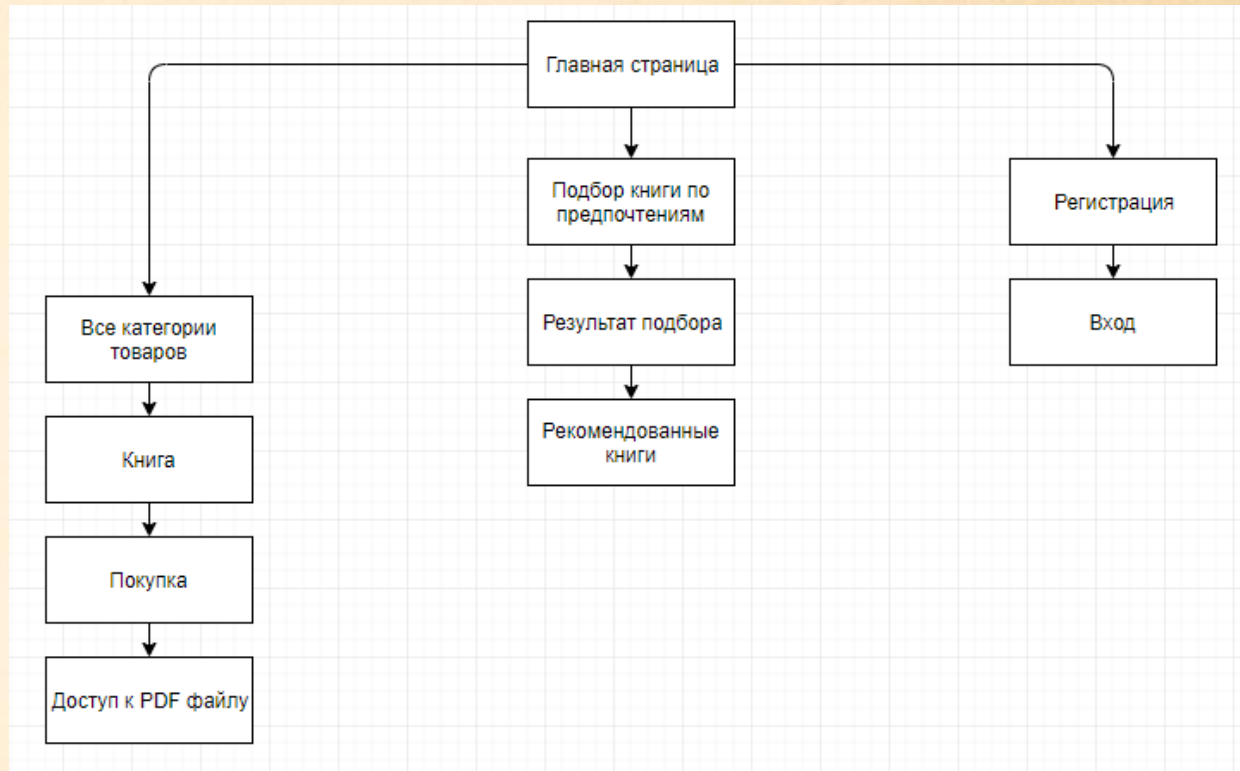 Главная страница
Подбор книги по
предпочтениям
Регистрация
Результат подбора
Вход
Все категории
товаров
Рекомендованные
книги
Книга
Покупка
Доступ к PDF файлу